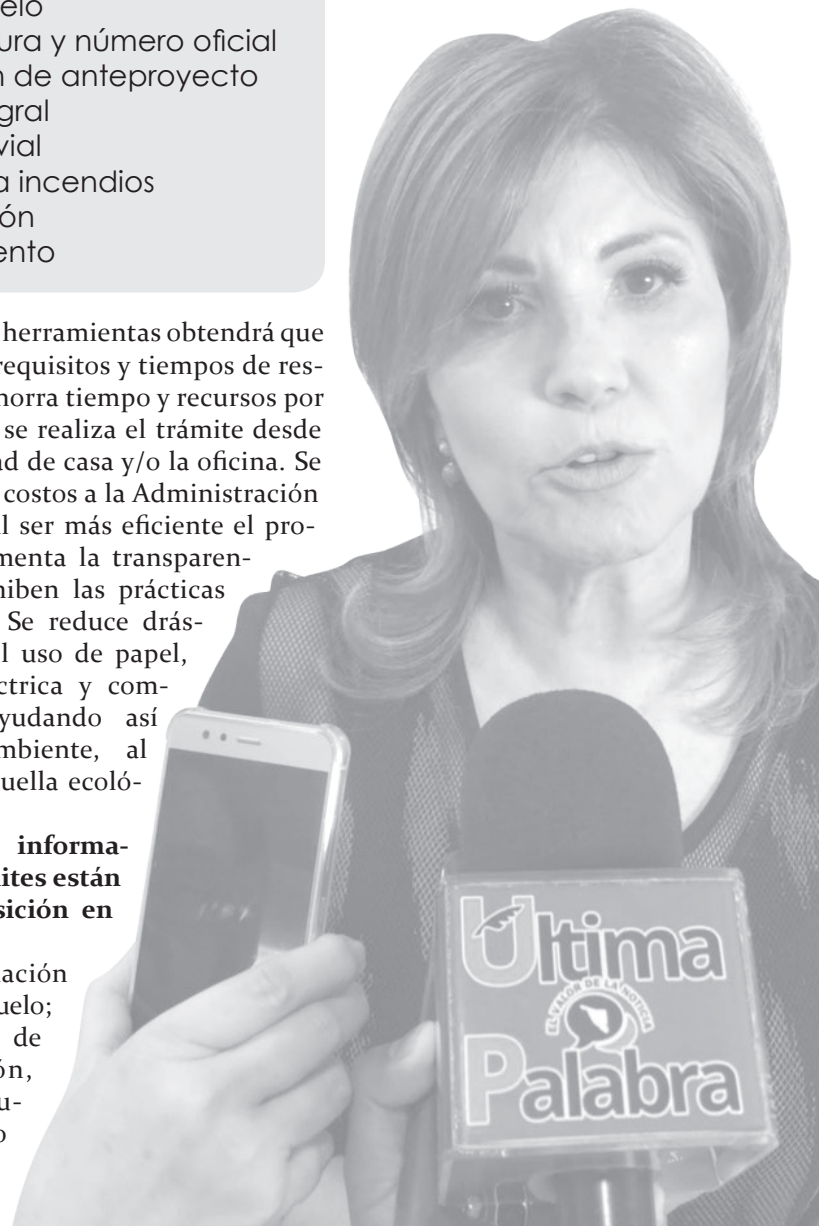 elo
ura y número oficial
n de anteproyecto
gral
vial
a incendios
ón
ento
herramientas obtendrá que
requisitos y tiempos de res-
horra tiempo y recursos por
se realiza el trámite desde
ad de casa y/o la oficina. Se
costos a la Administración
l ser más eficiente el pro-
menta la transparen-
hiben las prácticas
Se reduce drás-
l uso de papel,
ctrica y com-
yudando así
mbiente, al
uella ecoló-
informa-
ites están
sición en
ación
uelo;
de
ón,
u-
o
Última
EL VALOR DE LA NOTICIA
Palabra